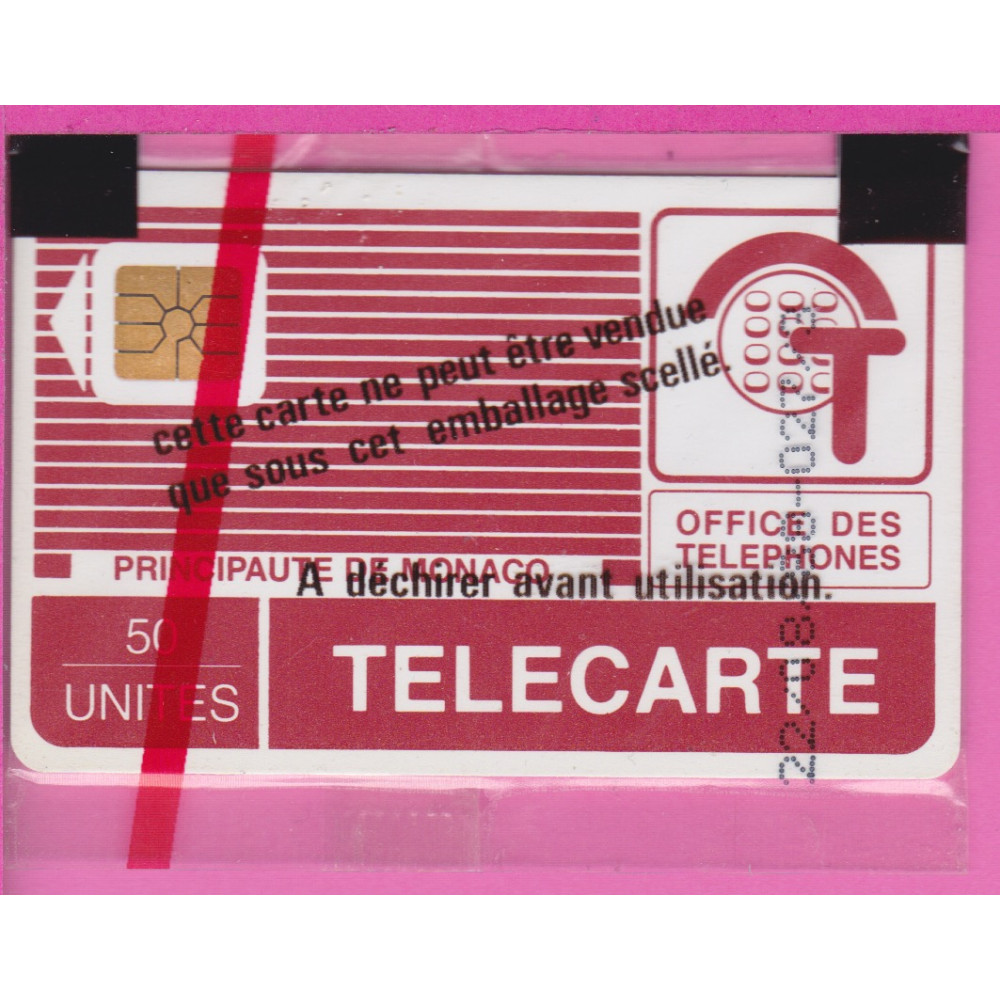 cette carte ne peut être vendue
que sous cet emballage scellé.
OFFICE DES
TELEPHONES
PRINCIPAUTE DE MONACO
A déchirer avant utilisation.
50
UNITES
TELECARTE